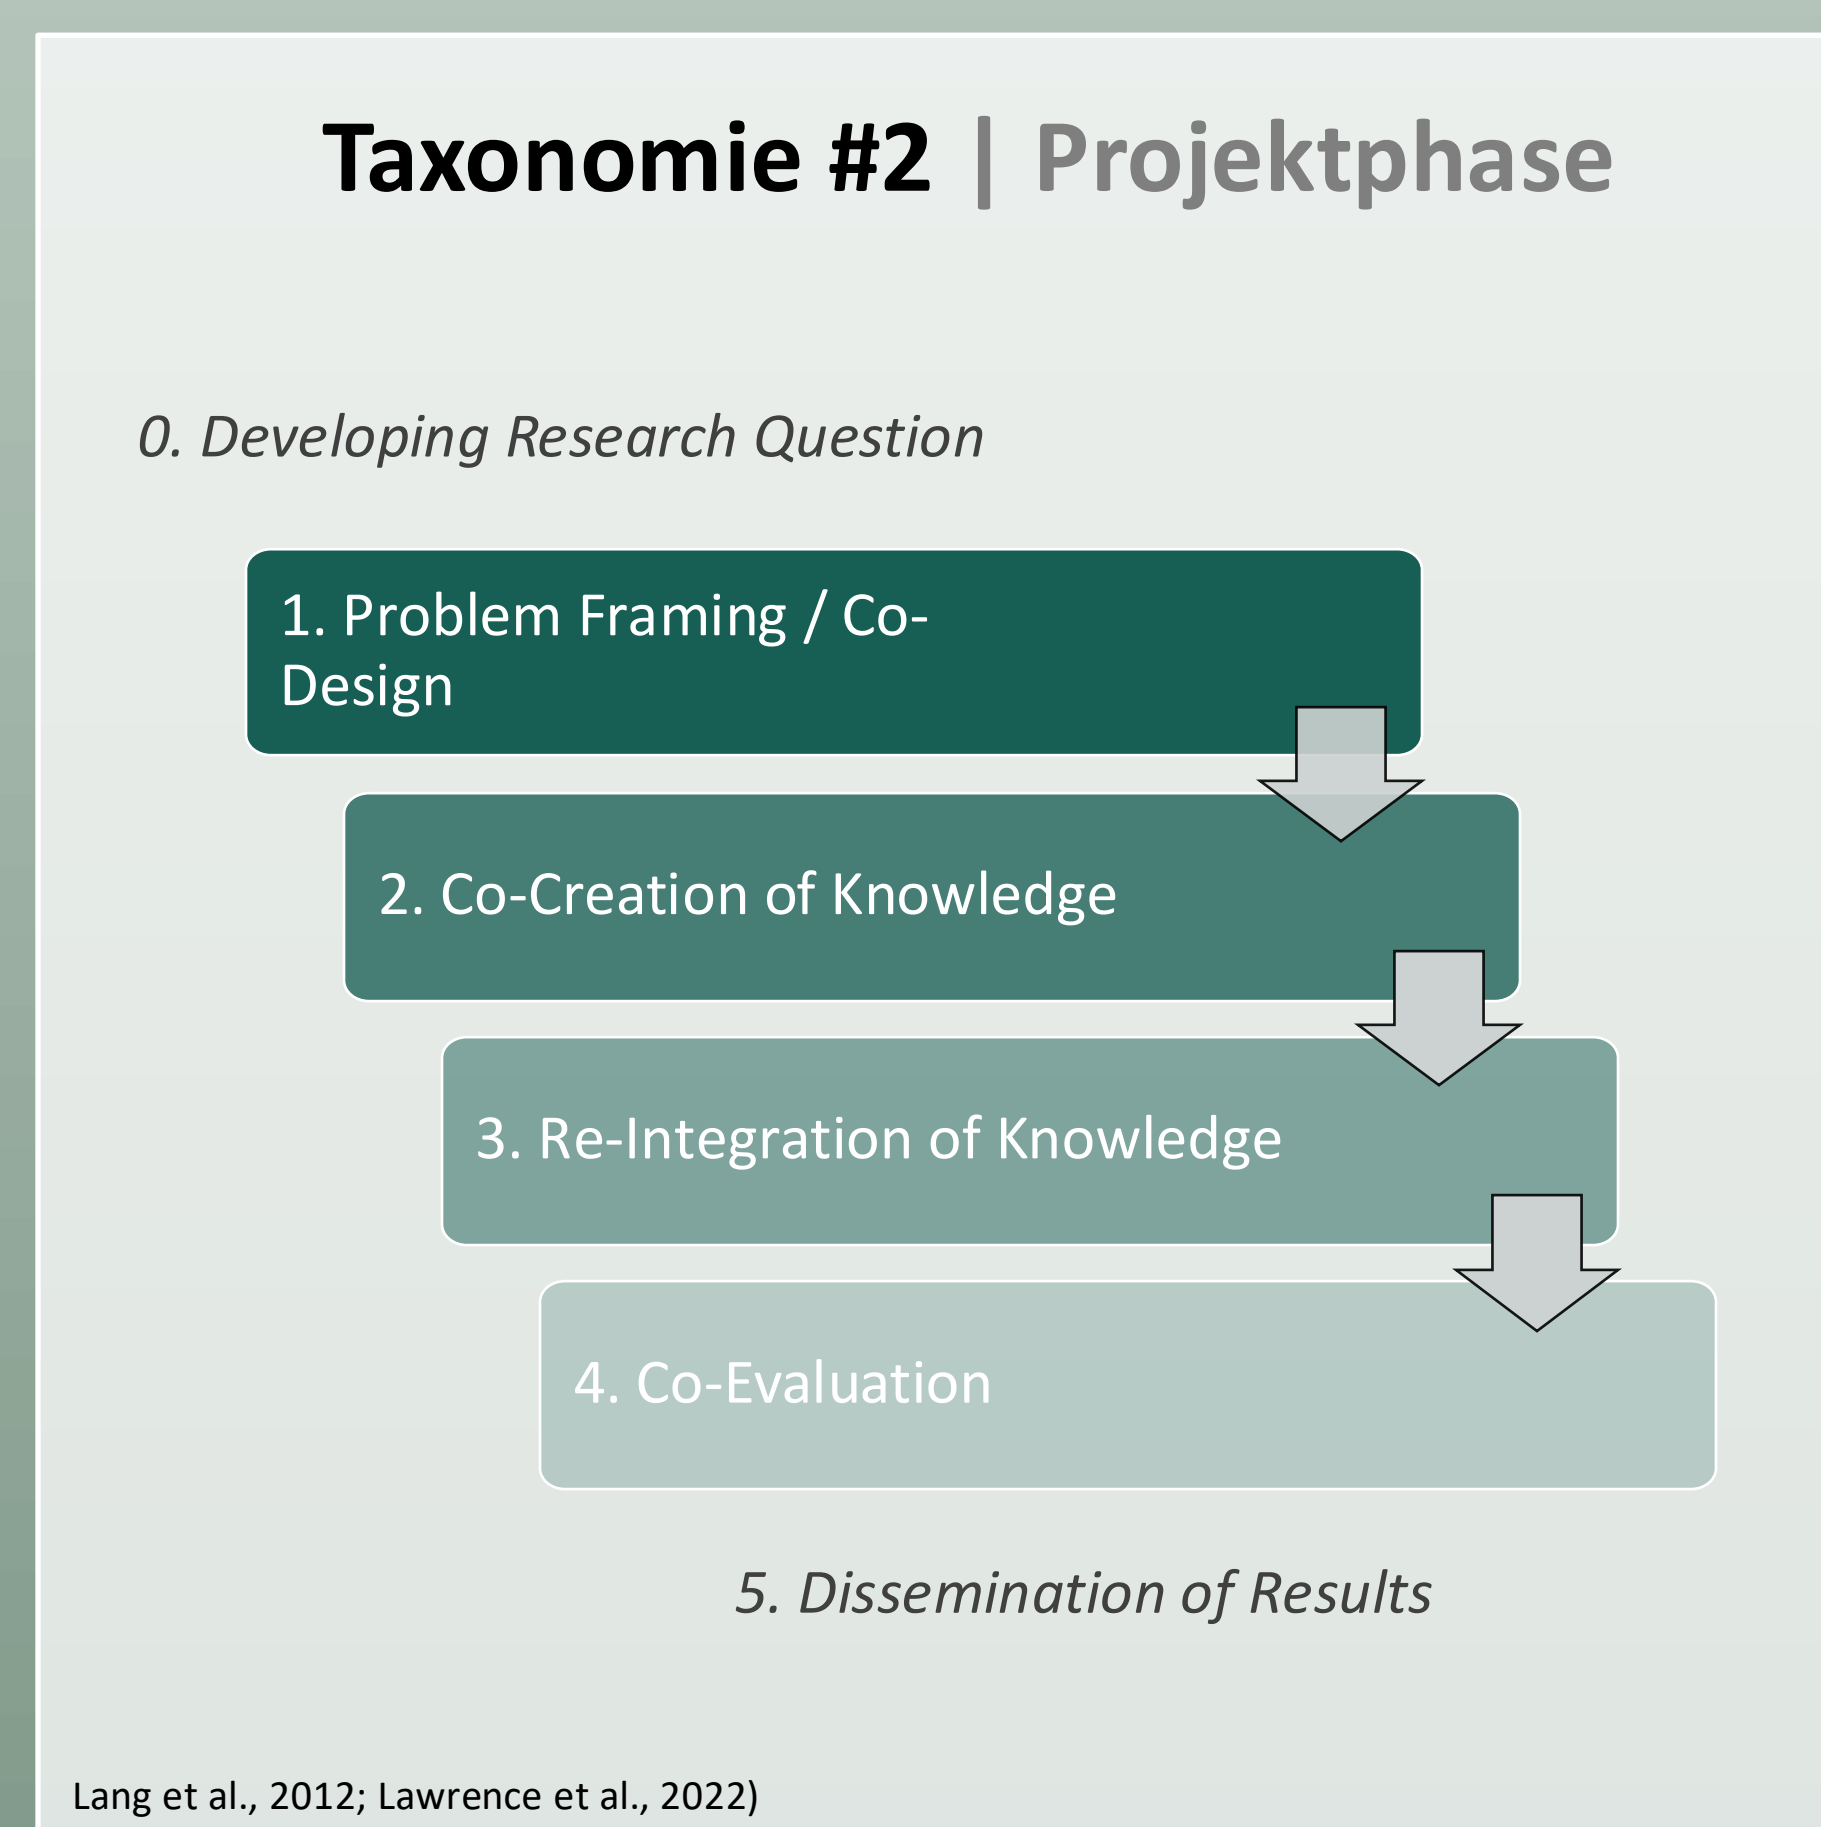 Taxonomie #2 | Projektphase
0. Developing Research Question
1. Problem Framing / Co-
Design
2. Co-Creation of Knowledge
3. Re-Integration of Knowledge
4. Co-Evaluation
5. Dissemination of Results
Lang et al., 2012; Lawrence et al., 2022)